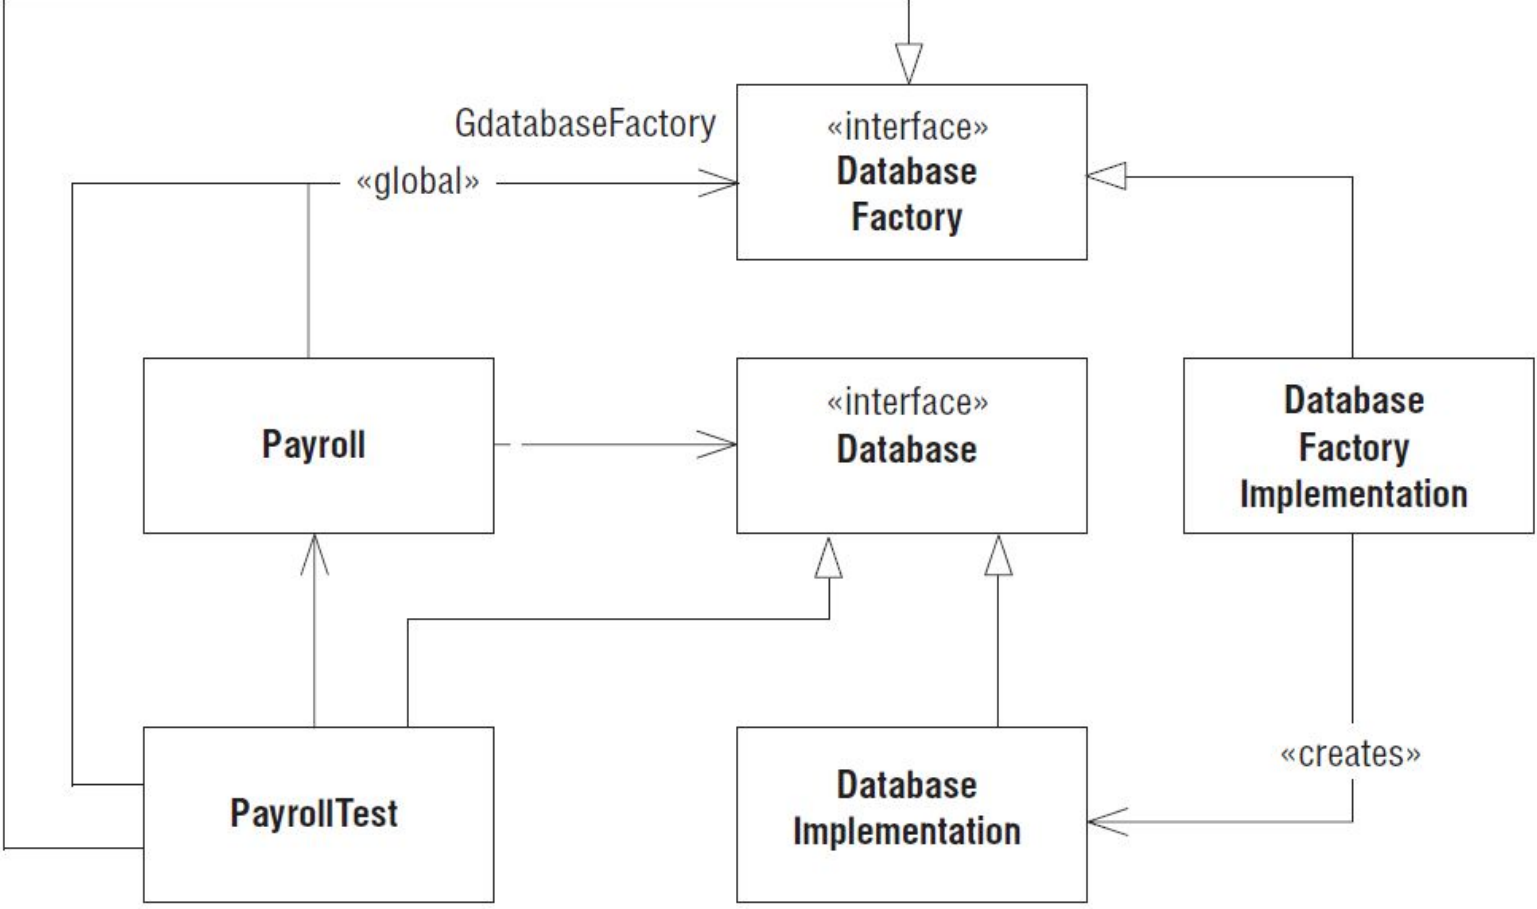 GdatabaseFactory
«global»
«interface»
Database
Factory
Payroll
«interface»
Database
Database
Factory
Implementation
PayrollTest
Database
Implementation
«creates»